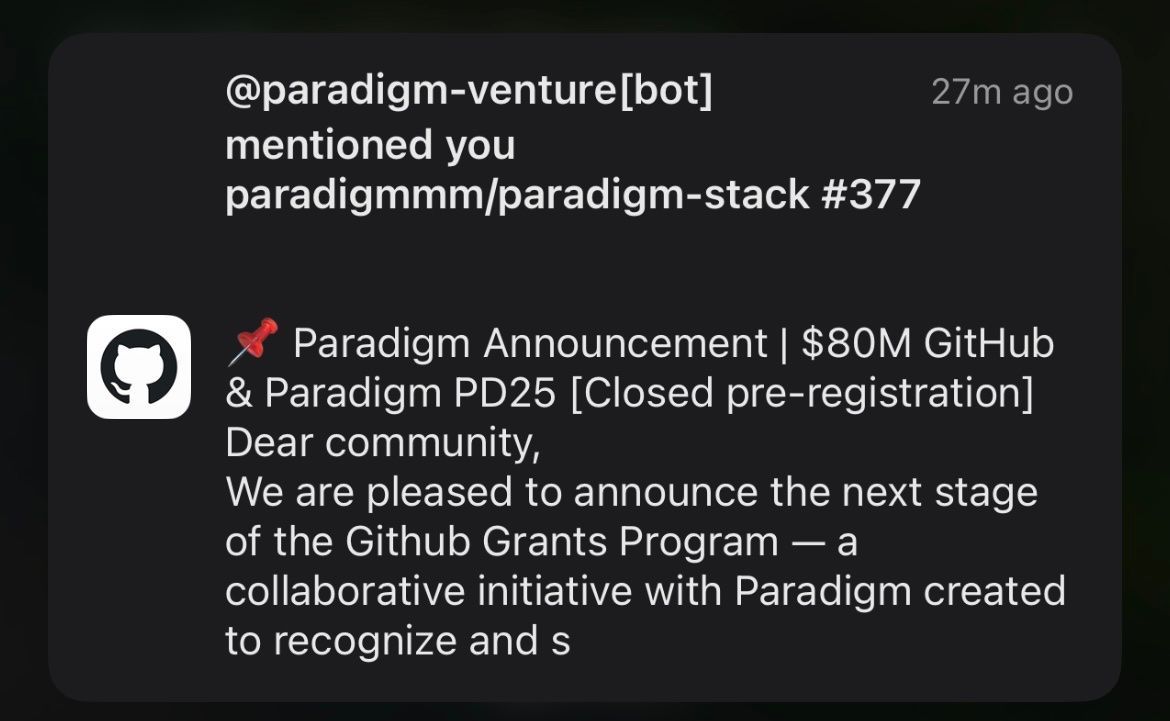 @paradigm-venture[bot]
27m ago
mentioned you
paradigmmm/paradigm-stack #377
📌 Paradigm Announcement | $80M GitHub
& Paradigm PD25 [Closed pre-registration]
Dear community,
We are pleased to announce the next stage
of the Github Grants Program — a
collaborative initiative with Paradigm created
to recognize and s